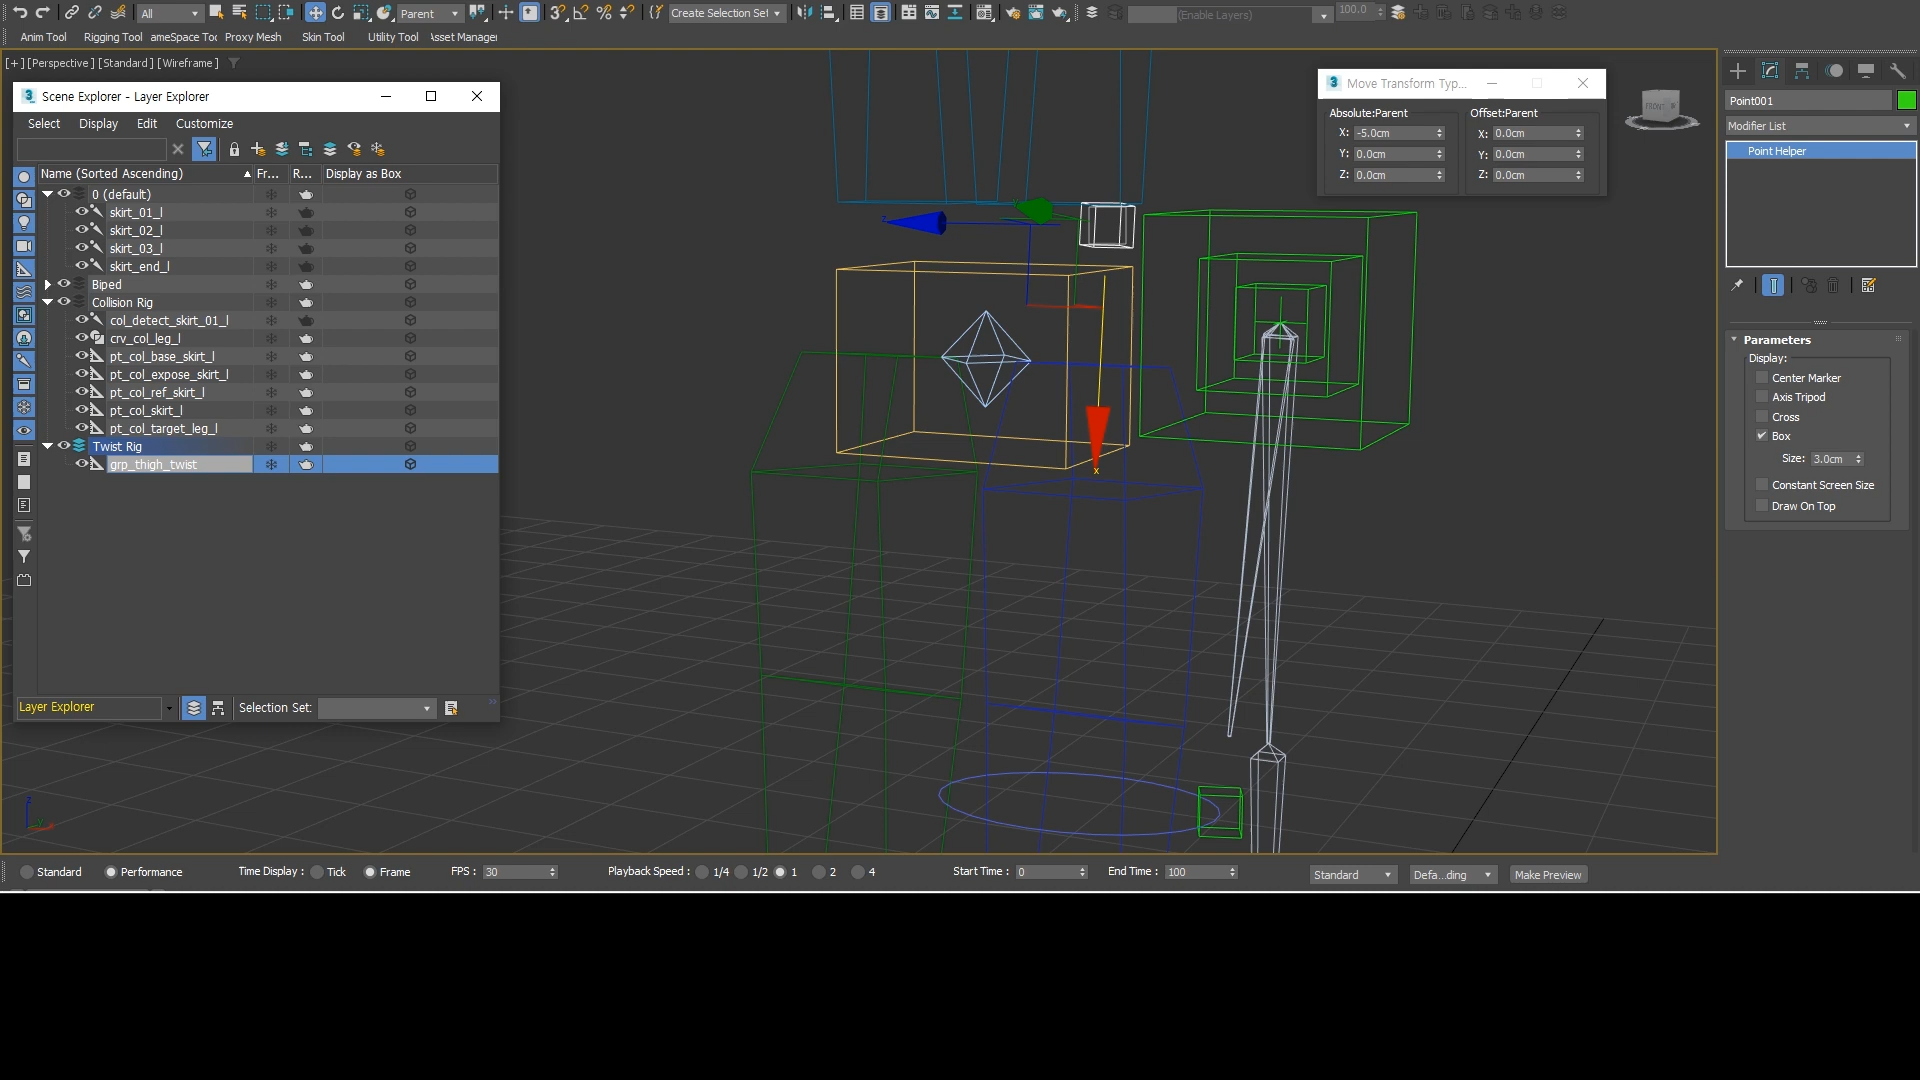 All
Parent
Create Selection Set
(Enable Layers)
100.0
Anim Tool
Rigging Tool
ameSpace Toc
Proxy Mesh
Skin Tool
Utility Tool
Asset Manager
[+] [Perspective ] [Standard ] [Wireframe ]
Scene Explorer - Layer Explorer
Select
Display
Edit
Customize
Name (Sorted Ascending)
Fr...
R...
Display as Box
0 (default)
skirt_01_l
skirt_02_l
skirt_03_l
skirt_end_l
Biped
Collision Rig
col_detect_skirt_01_l
crv_col_leg_l
pt_col_base_skirt_l
pt_col_expose_skirt_l
pt_col_ref_skirt_l
pt_col_skirt_l
pt_col_target_leg_l
Twist Rig
grp_thigh_twist
Layer Explorer
Selection Set:
Move Transform Typ...
Absolute:Parent
Offset:Parent
X: -5.0cm
X: 0.0cm
Y: 0.0cm
Y: 0.0cm
Z: 0.0cm
Z: 0.0cm
FRONT
z
x
z
y
x
Point001
Modifier List
Point Helper
Parameters
Display:
Center Marker
Axis Tripod
Cross
Box
Size: 3.0cm
Constant Screen Size
Draw On Top
Standard
Performance
Time Display :
Tick
Frame
FPS : 30
Playback Speed :
1/4
1/2
1
2
4
Start Time : 0
End Time : 100
Standard
Defa...ding
Make Preview